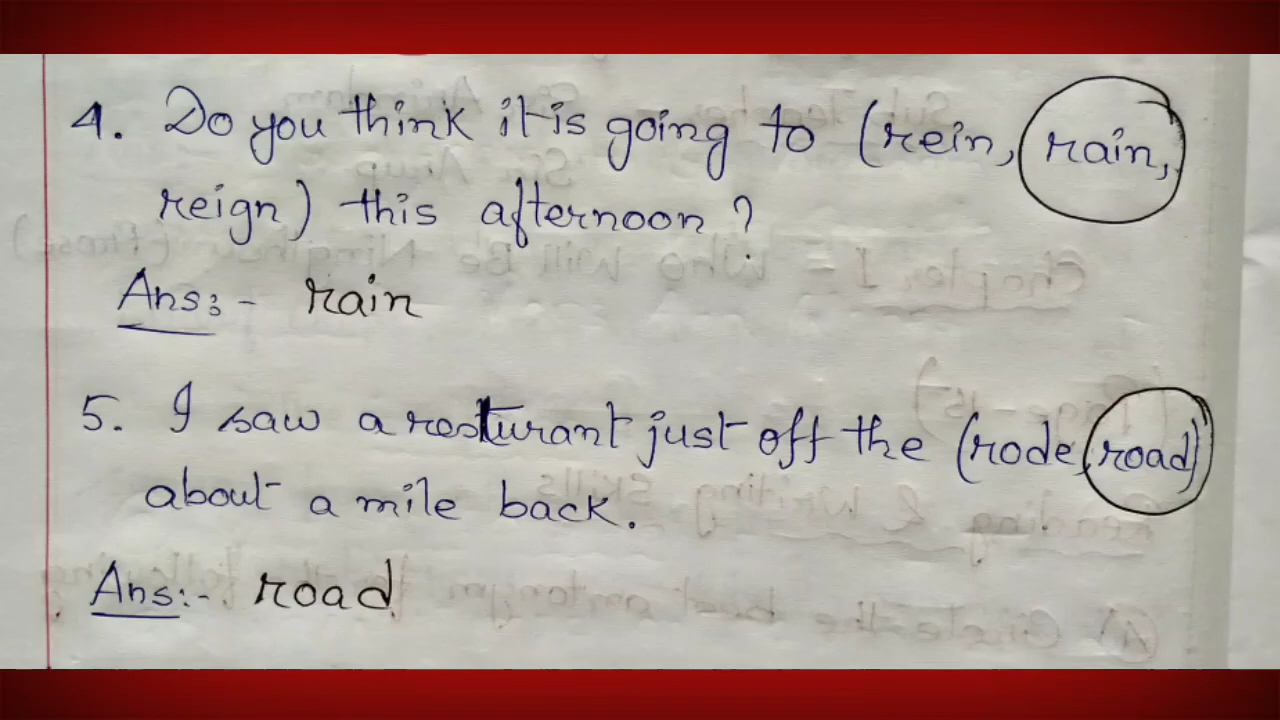 4. Do you think it is going to (rein, rain,
reign) this afternoon?
Ans:- rain
5. I saw a resturant just off the (rode, road)
about a mile back.
Ans:- road